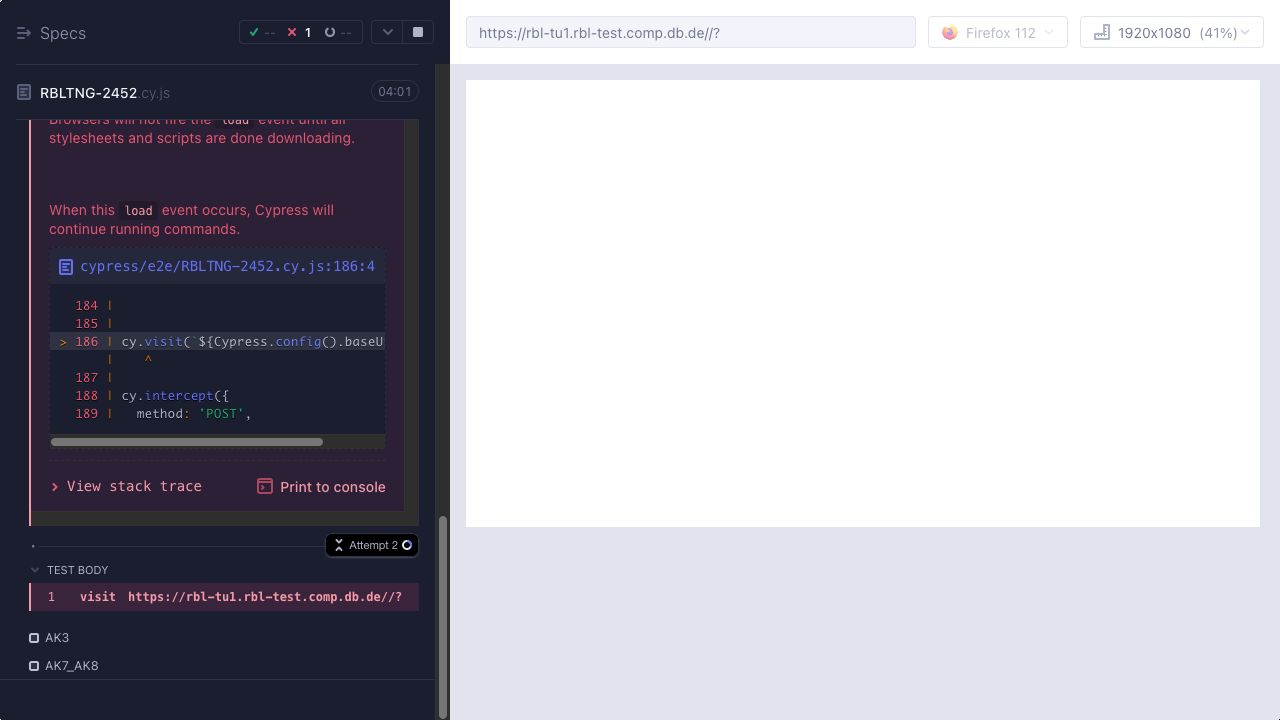 Specs
--
1
--
https://rbl-tu1.rbl-test.comp.db.de//?
Firefox 112
1920x1080 (41%)
RBLTNG-2452.cy.js
04:01
Browsers will not fire the load event until all
stylesheets and scripts are done downloading.
When this load event occurs, Cypress will
continue running commands.
cypress/e2e/RBLTNG-2452.cy.js:186:4
184 |
185 |
> 186 | cy.visit(`${Cypress.config().baseU
| ^
187 |
188 | cy.intercept({
189 | method: 'POST',
View stack trace
Print to console
Attempt 2
TEST BODY
1 visit https://rbl-tu1.rbl-test.comp.db.de//?
AK3
AK7_AK8